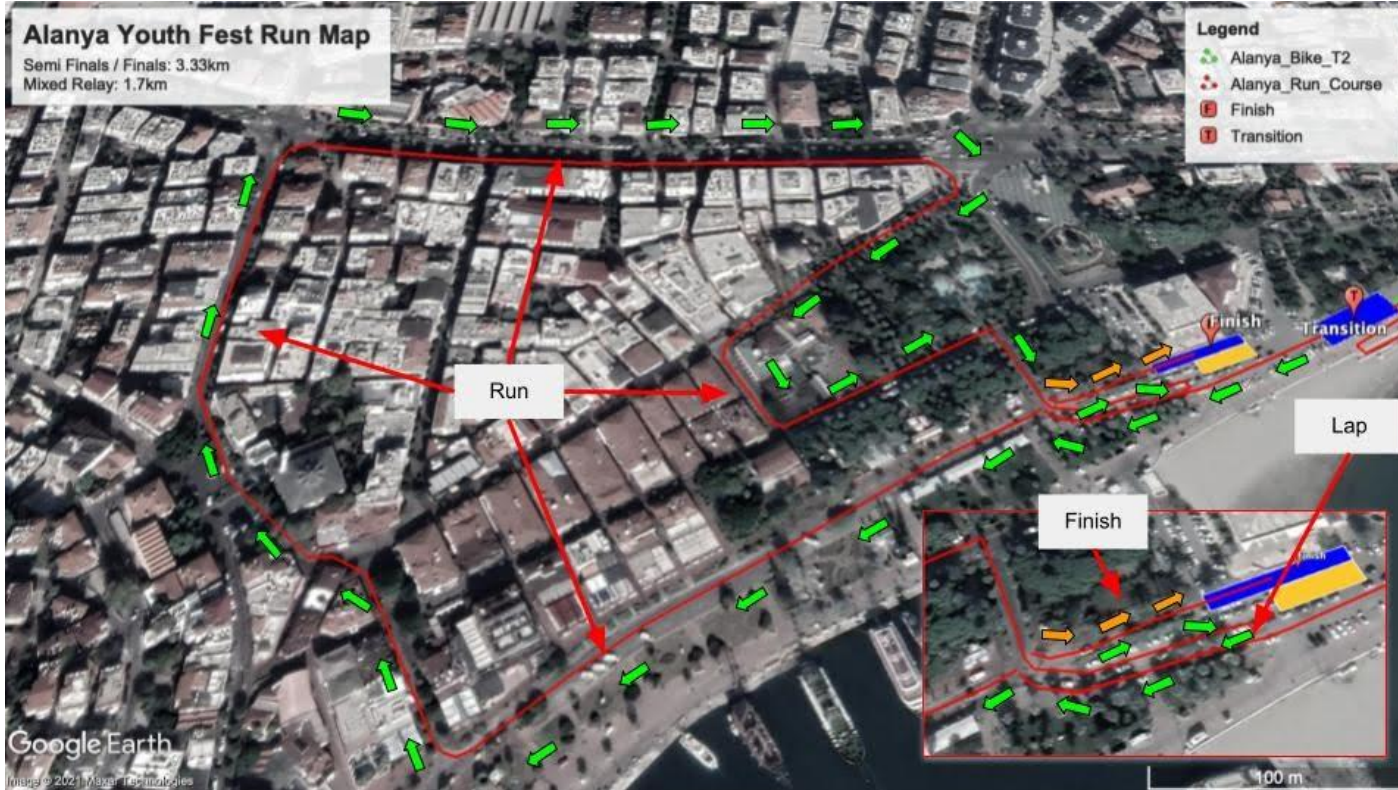 Alanya Youth Fest Run Map
Semi Finals / Finals: 3.33km
Mixed Relay: 1.7km
Legend
Alanya_Bike_T2
Alanya_Run_Course
F Finish
T Transition
T
Finish
Transition
Run
Lap
Finish
Finish
Google Earth
Image © 2021 Maxar Technologies
100 m